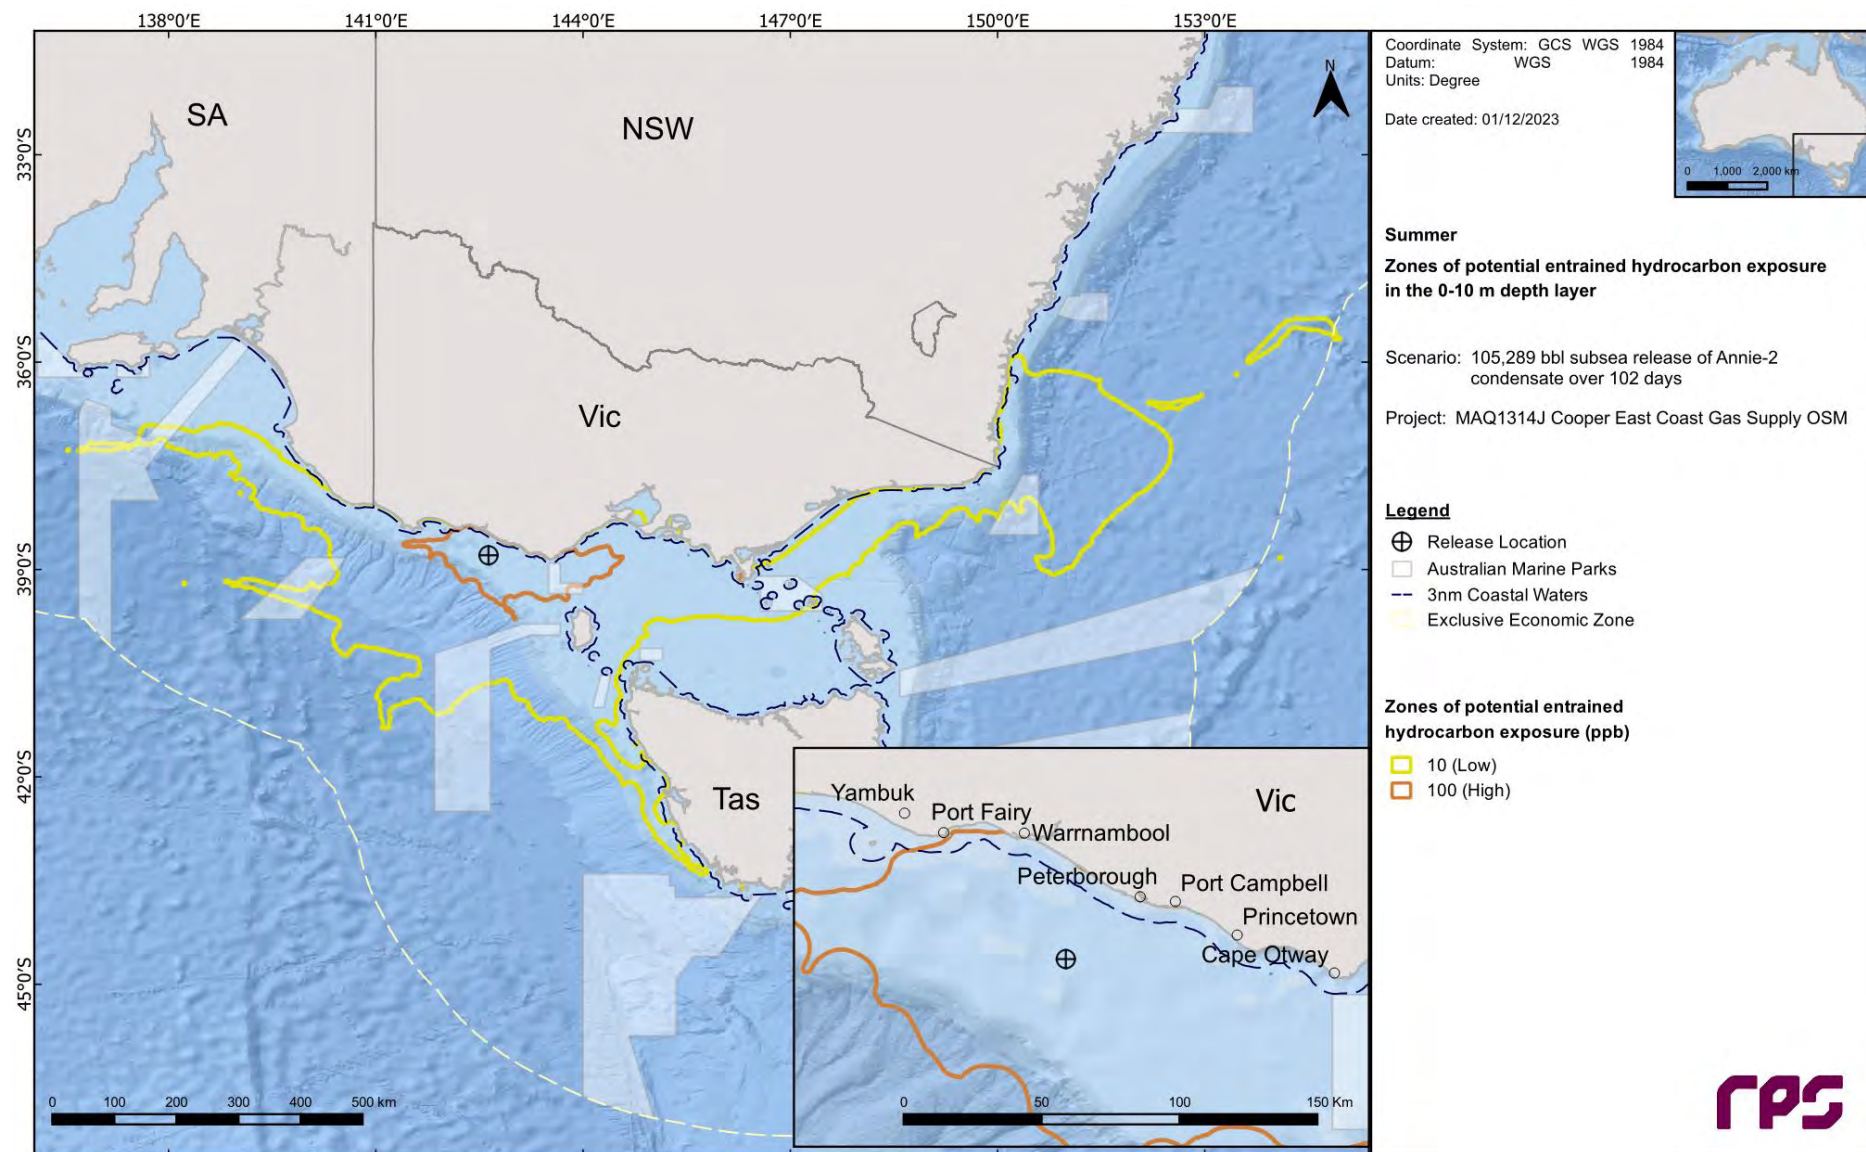 138°0'E 141°0'E 144°0'E 147°0'E 150°0'E 153°0'E
33°0'S
36°0'S
39°0'S
42°0'S
45°0'S
SA
NSW
Vic
Tas
N
0 100 200 300 400 500 km
Yambuk
Port Fairy
Warrnambool
Peterborough
Port Campbell
Princetown
Cape Otway
Vic
0 50 100 150 Km
Coordinate System: GCS WGS 1984
Datum: WGS 1984
Units: Degree
Date created: 01/12/2023
0 1,000 2,000 km
Summer
Zones of potential entrained hydrocarbon exposure
in the 0-10 m depth layer
Scenario: 105,289 bbl subsea release of Annie-2
condensate over 102 days
Project: MAQ1314J Cooper East Coast Gas Supply OSM
Legend
Release Location
Australian Marine Parks
3nm Coastal Waters
Exclusive Economic Zone
Zones of potential entrained
hydrocarbon exposure (ppb)
10 (Low)
100 (High)
rps